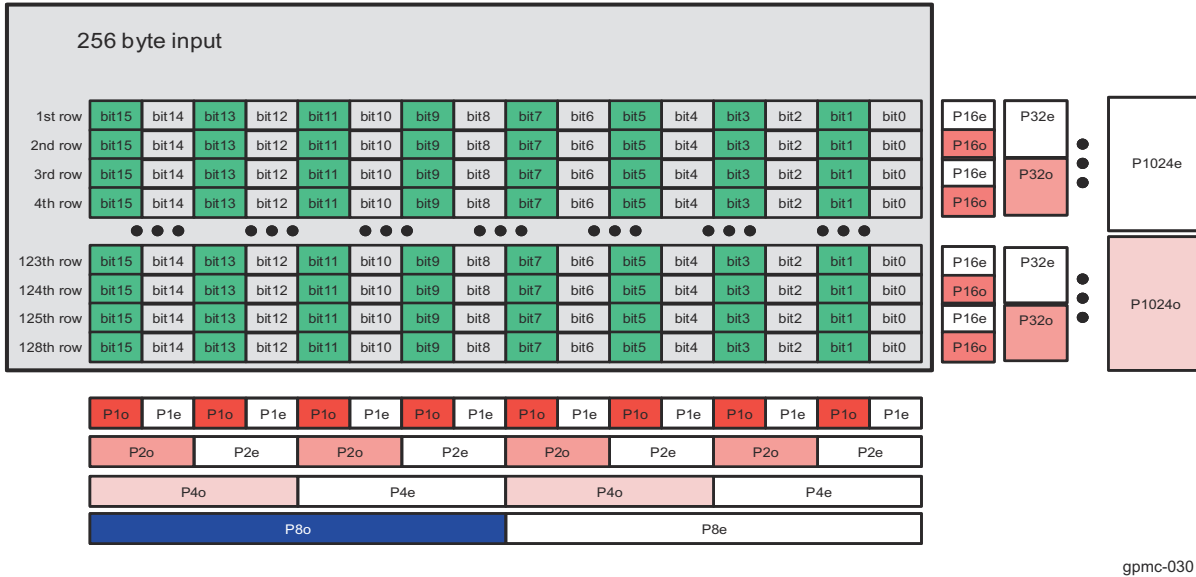 256 byte input
1st row bit15 bit14 bit13 bit12 bit11 bit10 bit9 bit8 bit7 bit6 bit5 bit4 bit3 bit2 bit1 bit0 P16e P32e
2nd row bit15 bit14 bit13 bit12 bit11 bit10 bit9 bit8 bit7 bit6 bit5 bit4 bit3 bit2 bit1 bit0 P16o
P1024e
3rd row bit15 bit14 bit13 bit12 bit11 bit10 bit9 bit8 bit7 bit6 bit5 bit4 bit3 bit2 bit1 bit0 P16e P32o
4th row bit15 bit14 bit13 bit12 bit11 bit10 bit9 bit8 bit7 bit6 bit5 bit4 bit3 bit2 bit1 bit0 P16o
123th row bit15 bit14 bit13 bit12 bit11 bit10 bit9 bit8 bit7 bit6 bit5 bit4 bit3 bit2 bit1 bit0 P16e P32e
124th row bit15 bit14 bit13 bit12 bit11 bit10 bit9 bit8 bit7 bit6 bit5 bit4 bit3 bit2 bit1 bit0 P16o
P1024o
125th row bit15 bit14 bit13 bit12 bit11 bit10 bit9 bit8 bit7 bit6 bit5 bit4 bit3 bit2 bit1 bit0 P16e P32o
128th row bit15 bit14 bit13 bit12 bit11 bit10 bit9 bit8 bit7 bit6 bit5 bit4 bit3 bit2 bit1 bit0 P16o
P1o P1e P1o P1e P1o P1e P1o P1e P1o P1e P1o P1e P1o P1e P1o P1e
P2o P2e P2o P2e P2o P2e P2o P2e
P4o P4e P4o P4e
P8o P8e
gpmc-030